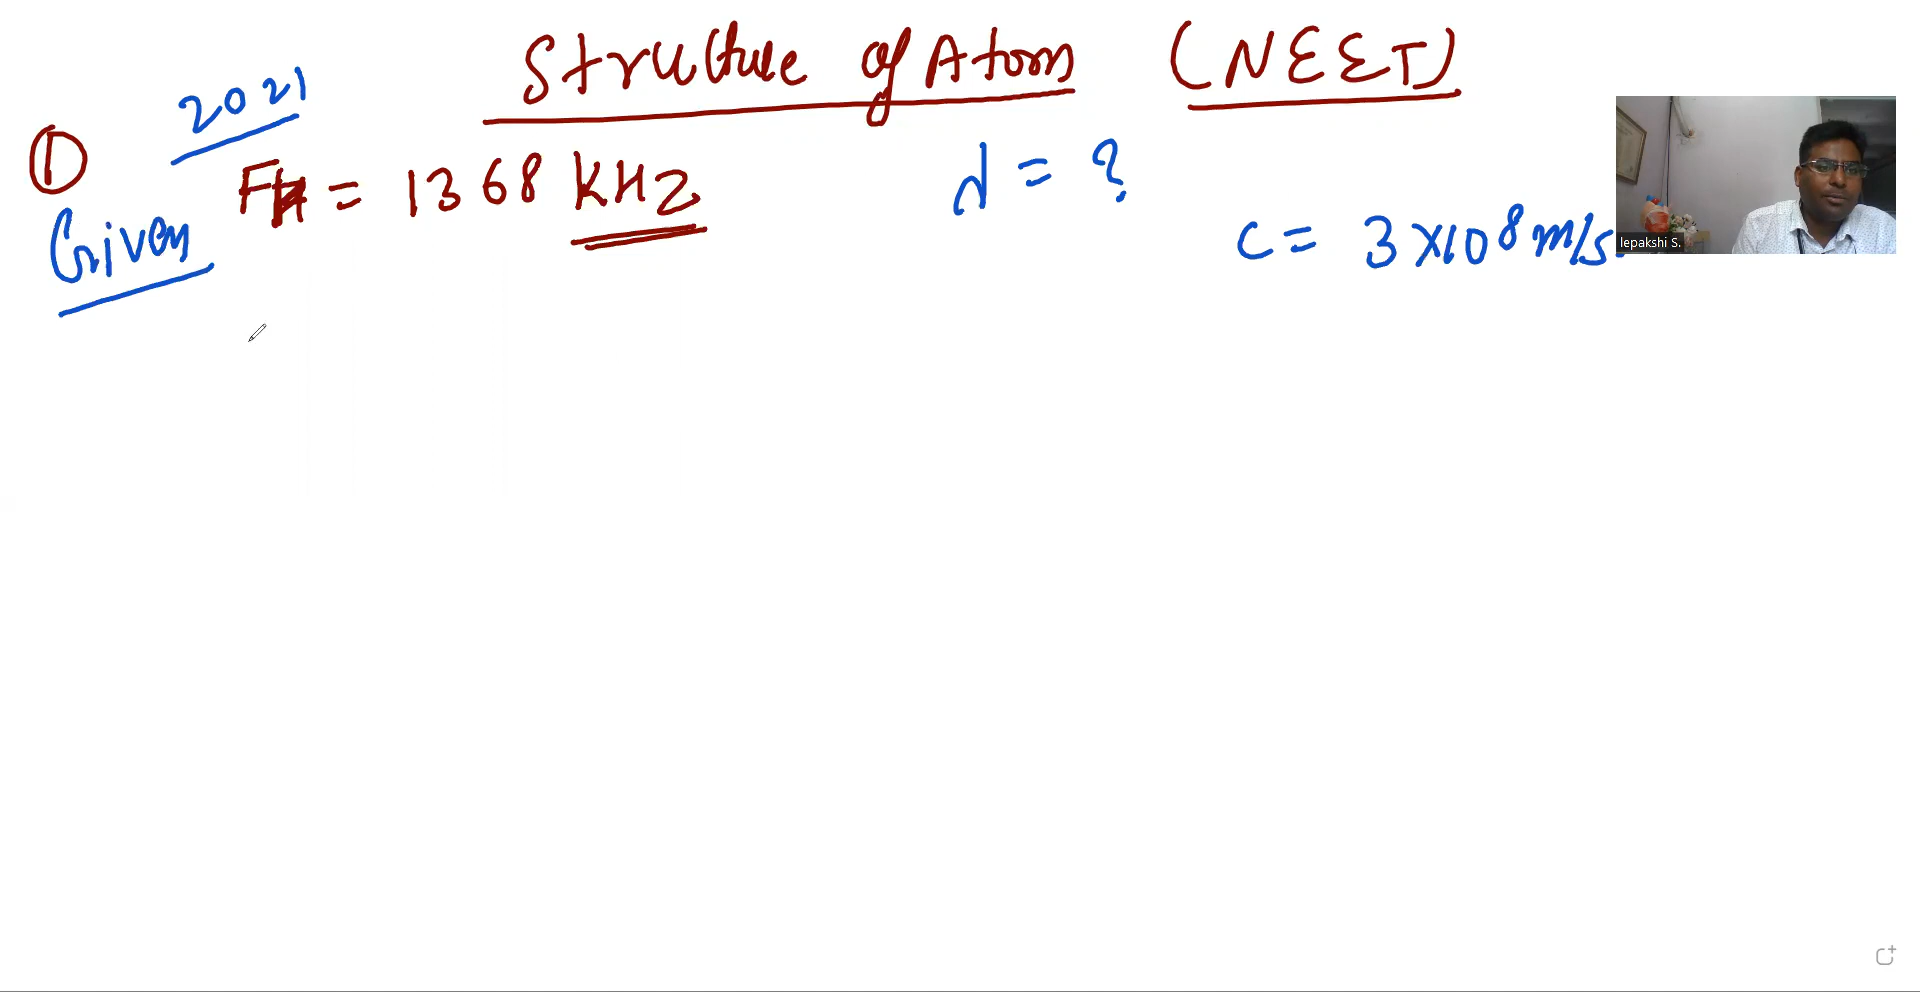 Structure of Atom (NEET)
2021
① F = 1368 KHz λ = ?
Given
C = 3 × 10⁸ m/s.
lepakshi S.